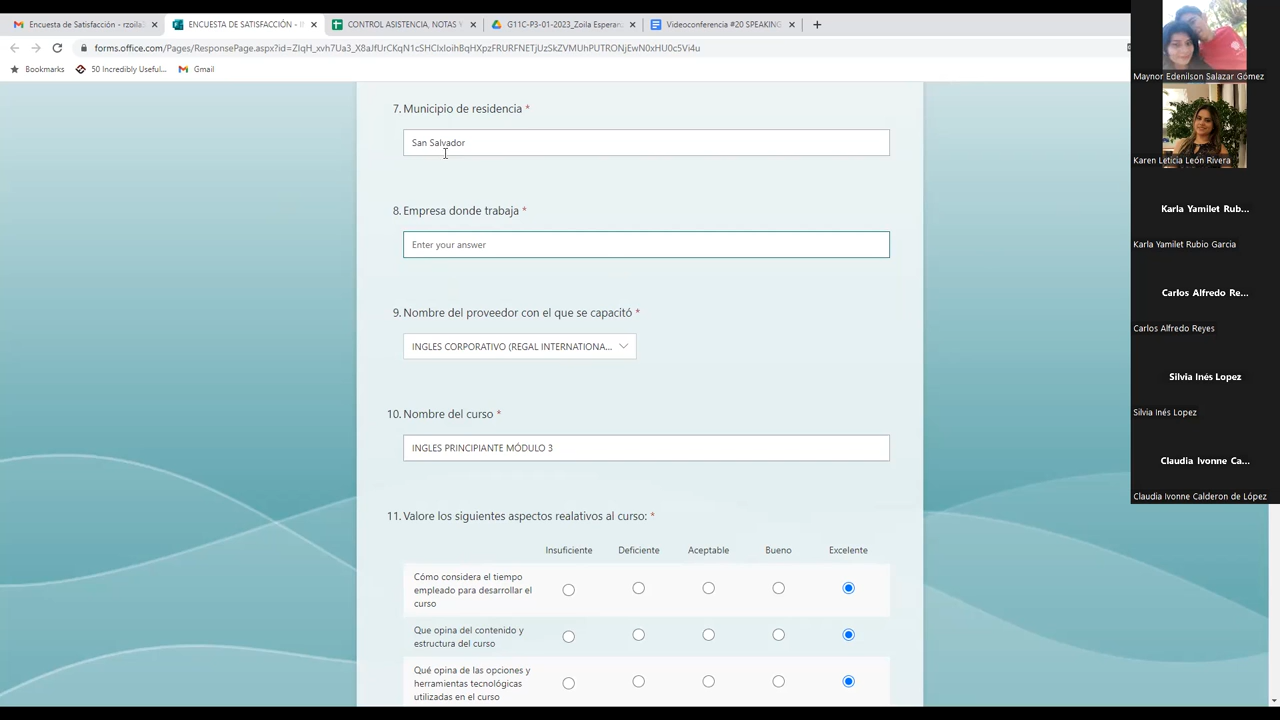 Encuesta de Satisfacción - rzoila3
ENCUESTA DE SATISFACCIÓN - I
CONTROL ASISTENCIA, NOTAS
G11C-P3-01-2023_Zoila Esperan
Videoconferencia #20 SPEAKING
forms.office.com/Pages/ResponsePage.aspx?id=ZIqH_xvh7Ua3_X8aJfUrCKqN1cSHCIxIoihBqHXpzFRURFNETjUzSkZVMUhPUTRONjEwN0xHU0c5Vi4u
Bookmarks
50 Incredibly Useful...
Gmail
7. Municipio de residencia *
San Salvador
8. Empresa donde trabaja *
Enter your answer
9. Nombre del proveedor con el que se capacitó *
INGLES CORPORATIVO (REGAL INTERNATIONA...
10. Nombre del curso *
INGLES PRINCIPIANTE MÓDULO 3
11. Valore los siguientes aspectos realativos al curso: *
Insuficiente Deficiente Aceptable Bueno Excelente
Cómo considera el tiempo
empleado para desarrollar el
curso
Que opina del contenido y
estructura del curso
Qué opina de las opciones y
herramientas tecnológicas
utilizadas en el curso
Maynor Edenilson Salazar Gómez
Karen Leticia León Rivera
Karla Yamilet Rub...
Karla Yamilet Rubio Garcia
Carlos Alfredo Re...
Carlos Alfredo Reyes
Silvia Inés Lopez
Silvia Inés Lopez
Claudia Ivonne Ca...
Claudia Ivonne Calderon de López